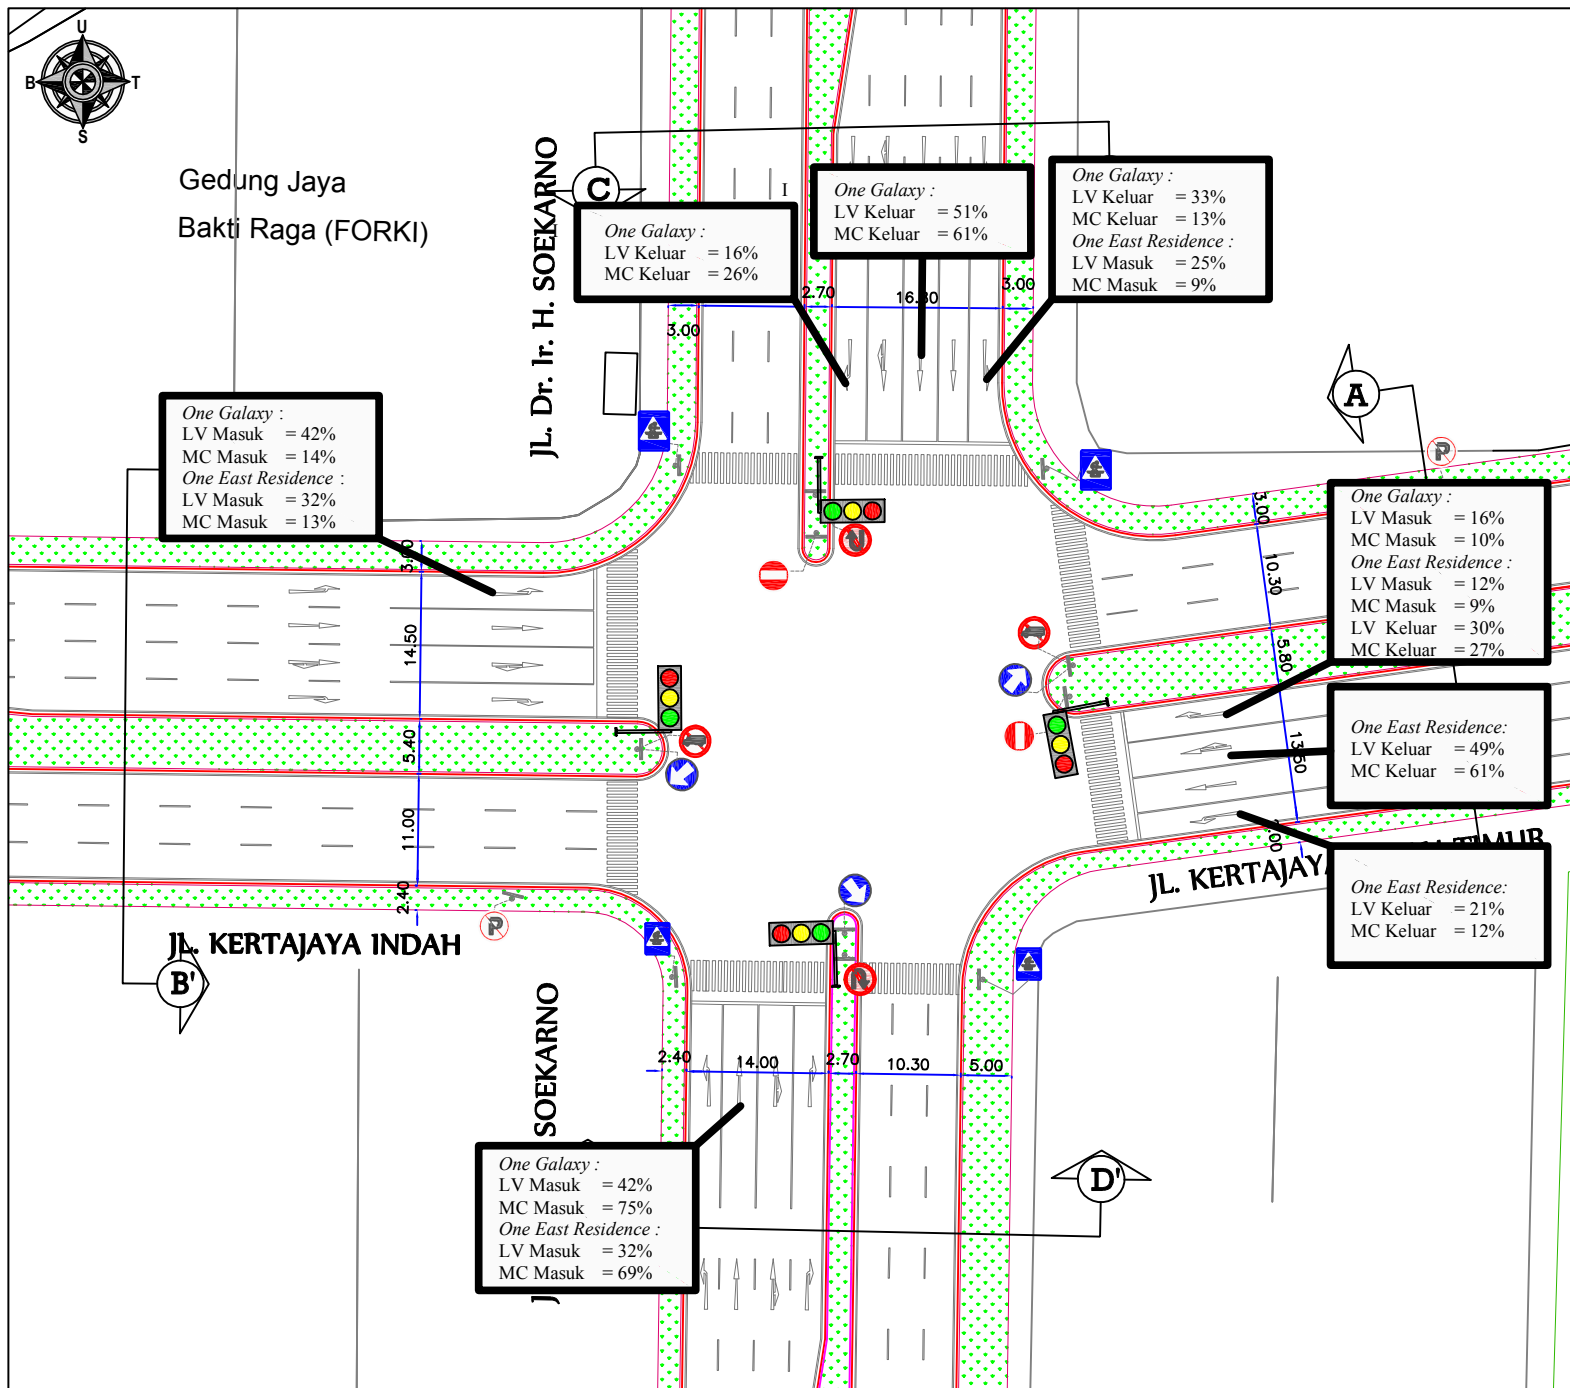 U
B
T
S
Gedung Jaya
Bakti Raga (FORKI)
JL. Dr. Ir. H. SOEKARNO
C
I
One Galaxy :
LV Keluar = 16%
MC Keluar = 26%
One Galaxy :
LV Keluar = 51%
MC Keluar = 61%
One Galaxy :
LV Keluar = 33%
MC Keluar = 13%
One East Residence :
LV Masuk = 25%
MC Masuk = 9%
3.00
2.70
16.80
3.00
A
P
One Galaxy :
LV Masuk = 42%
MC Masuk = 14%
One East Residence :
LV Masuk = 32%
MC Masuk = 13%
One Galaxy :
LV Masuk = 16%
MC Masuk = 10%
One East Residence :
LV Masuk = 12%
MC Masuk = 9%
LV Keluar = 30%
MC Keluar = 27%
3.00
14.50
5.40
11.00
2.40
3.00
10.30
5.80
13.50
One East Residence:
LV Keluar = 49%
MC Keluar = 61%
JL. KERTAJAYA
TIMUR
One East Residence:
LV Keluar = 21%
MC Keluar = 12%
P
JL. KERTAJAYA INDAH
B'
SOEKARNO
2.40
14.00
2.70
10.30
5.00
One Galaxy :
LV Masuk = 42%
MC Masuk = 75%
One East Residence :
LV Masuk = 32%
MC Masuk = 69%
D'